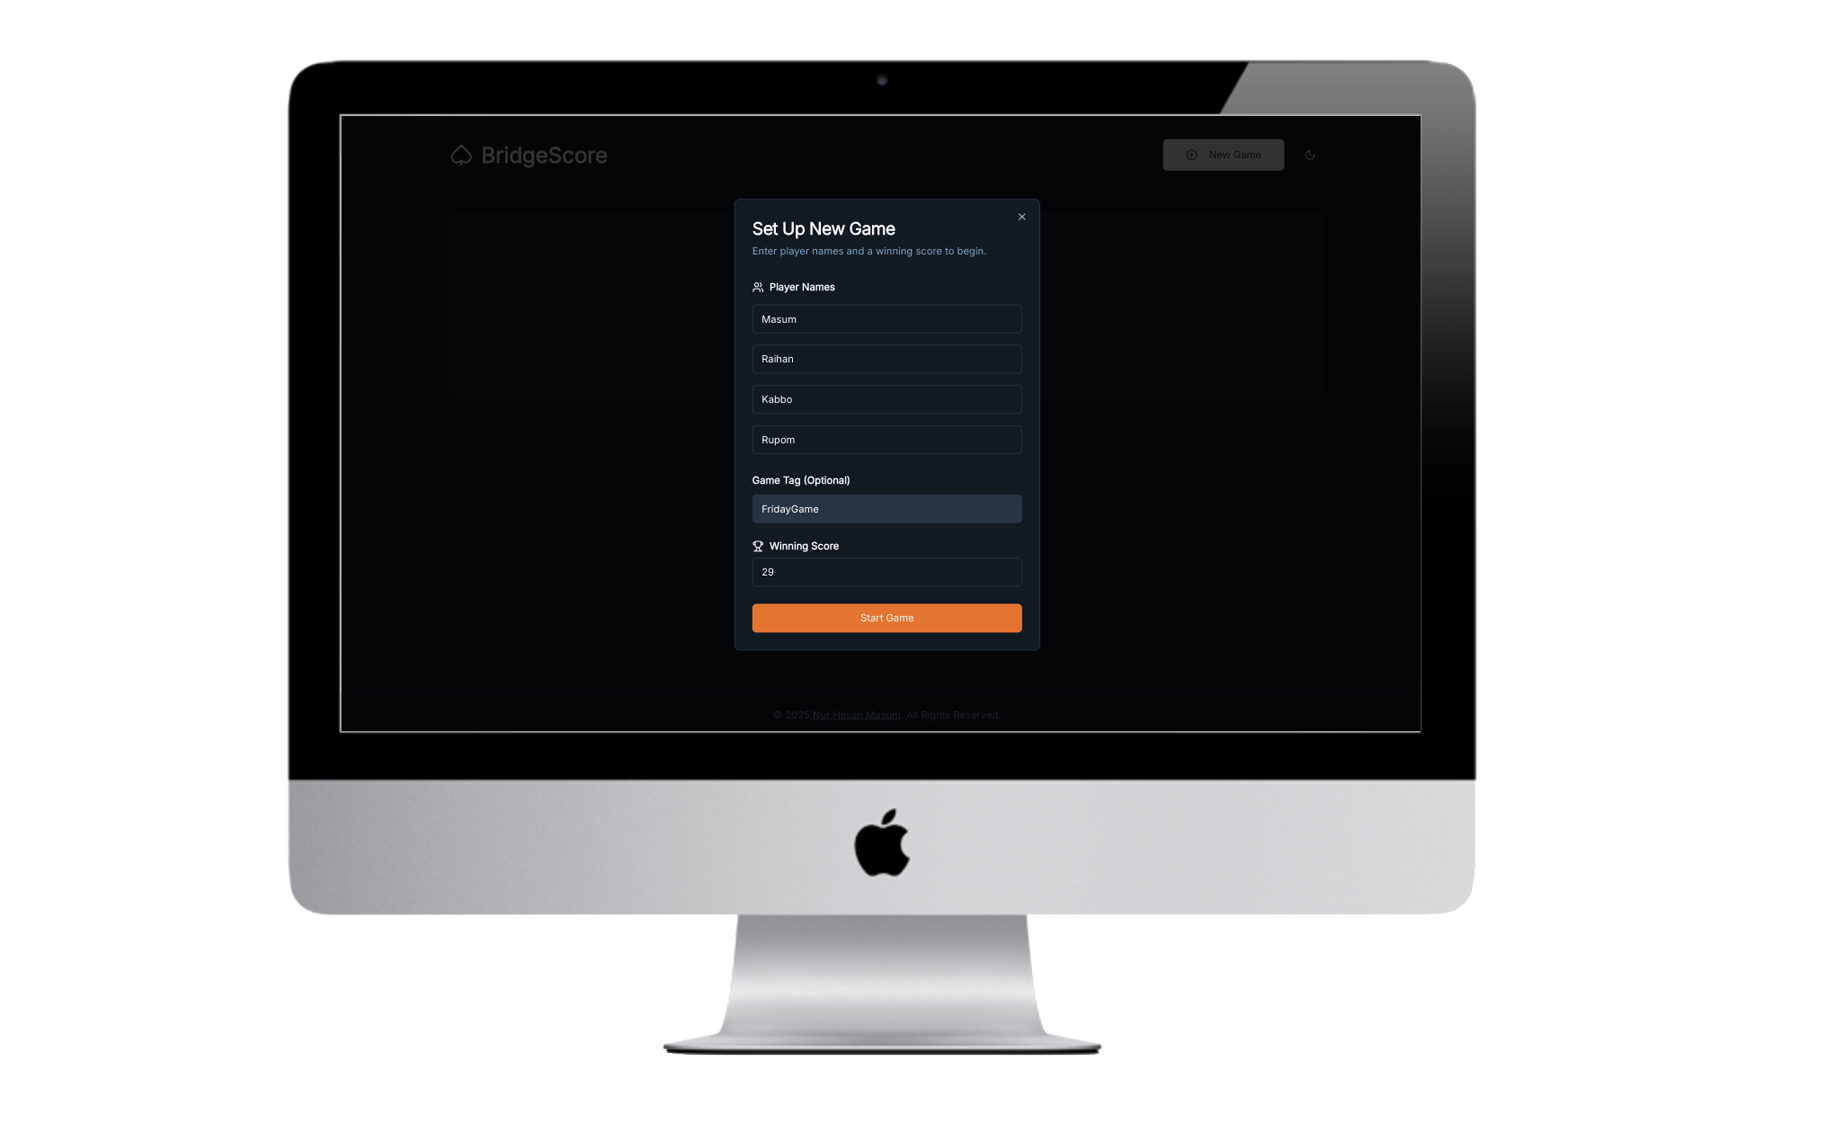 BridgeScore
New Game
Set Up New Game
Enter player names and a winning score to begin.
Player Names
Masum
Raihan
Kabbo
Rupom
Game Tag (Optional)
FridayGame
Winning Score
29
Start Game
© 2025 Nur Hasan Masum. All Rights Reserved.